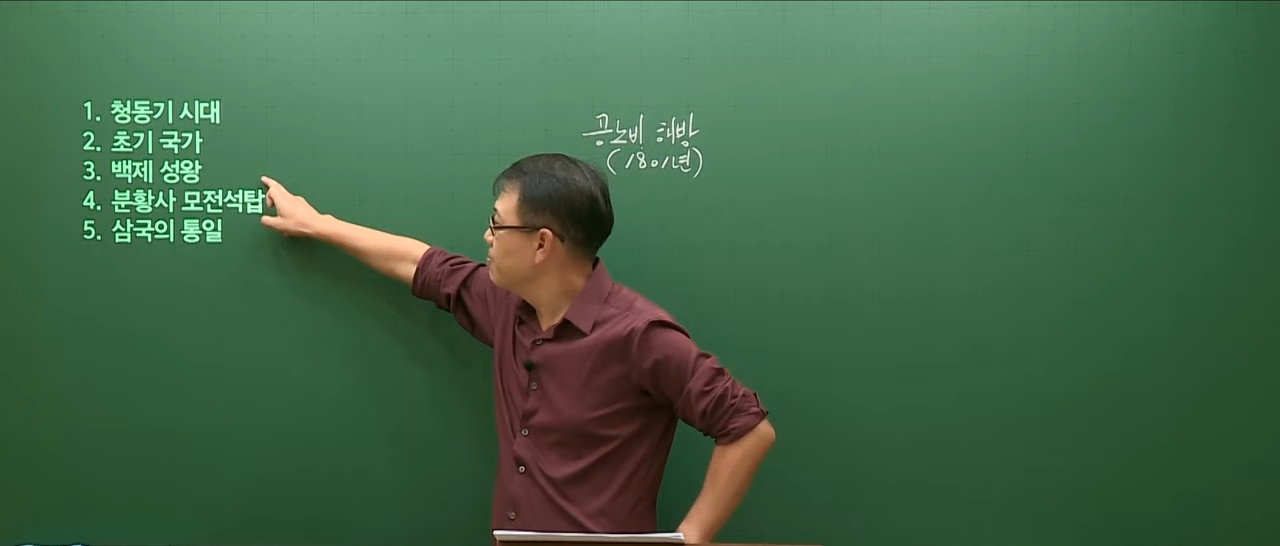 1. 청동기 시대
2. 초기 국가
3. 백제 성왕
4. 분황사 모전석탑
5. 삼국의 통일
공노비 해방
(1801년)